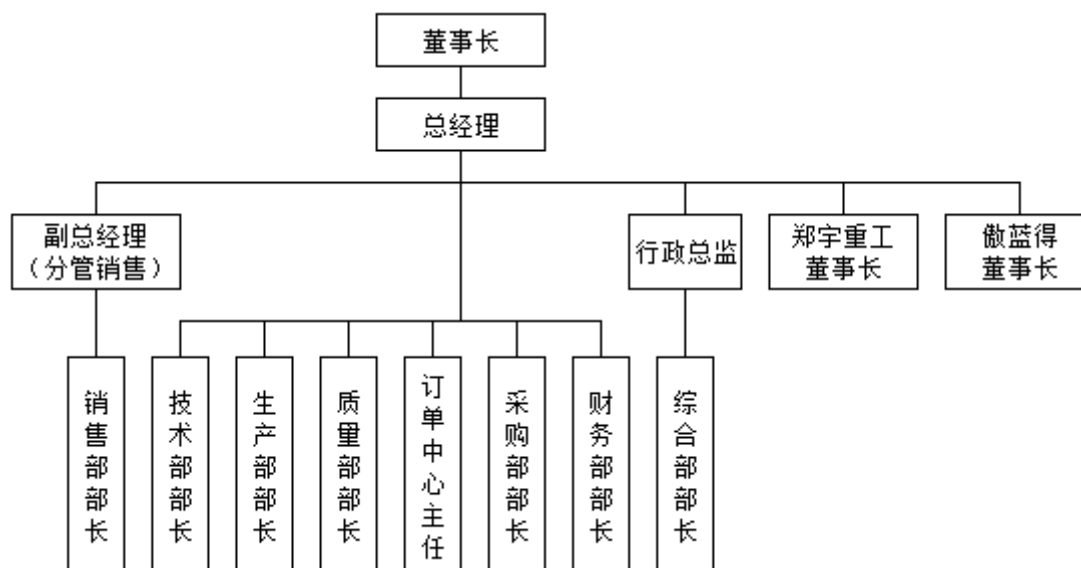 董事长
总经理
副总经理
（分管销售）
行政总监
郑宇重工
董事长
傲蓝得
董事长
销售部部长
技术部部长
生产部部长
质量部部长
订单中心主任
采购部部长
财务部部长
综合部部长